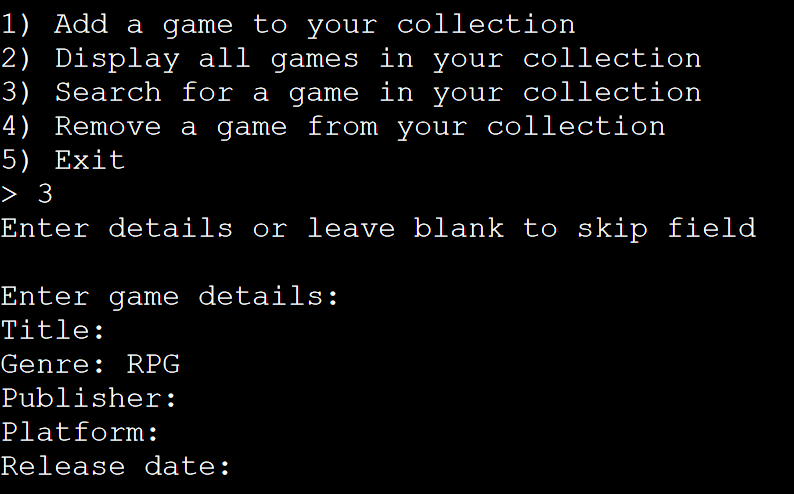 1) Add a game to your collection
2) Display all games in your collection
3) Search for a game in your collection
4) Remove a game from your collection
5) Exit
> 3
Enter details or leave blank to skip field
Enter game details:
Title:
Genre: RPG
Publisher:
Platform:
Release date: